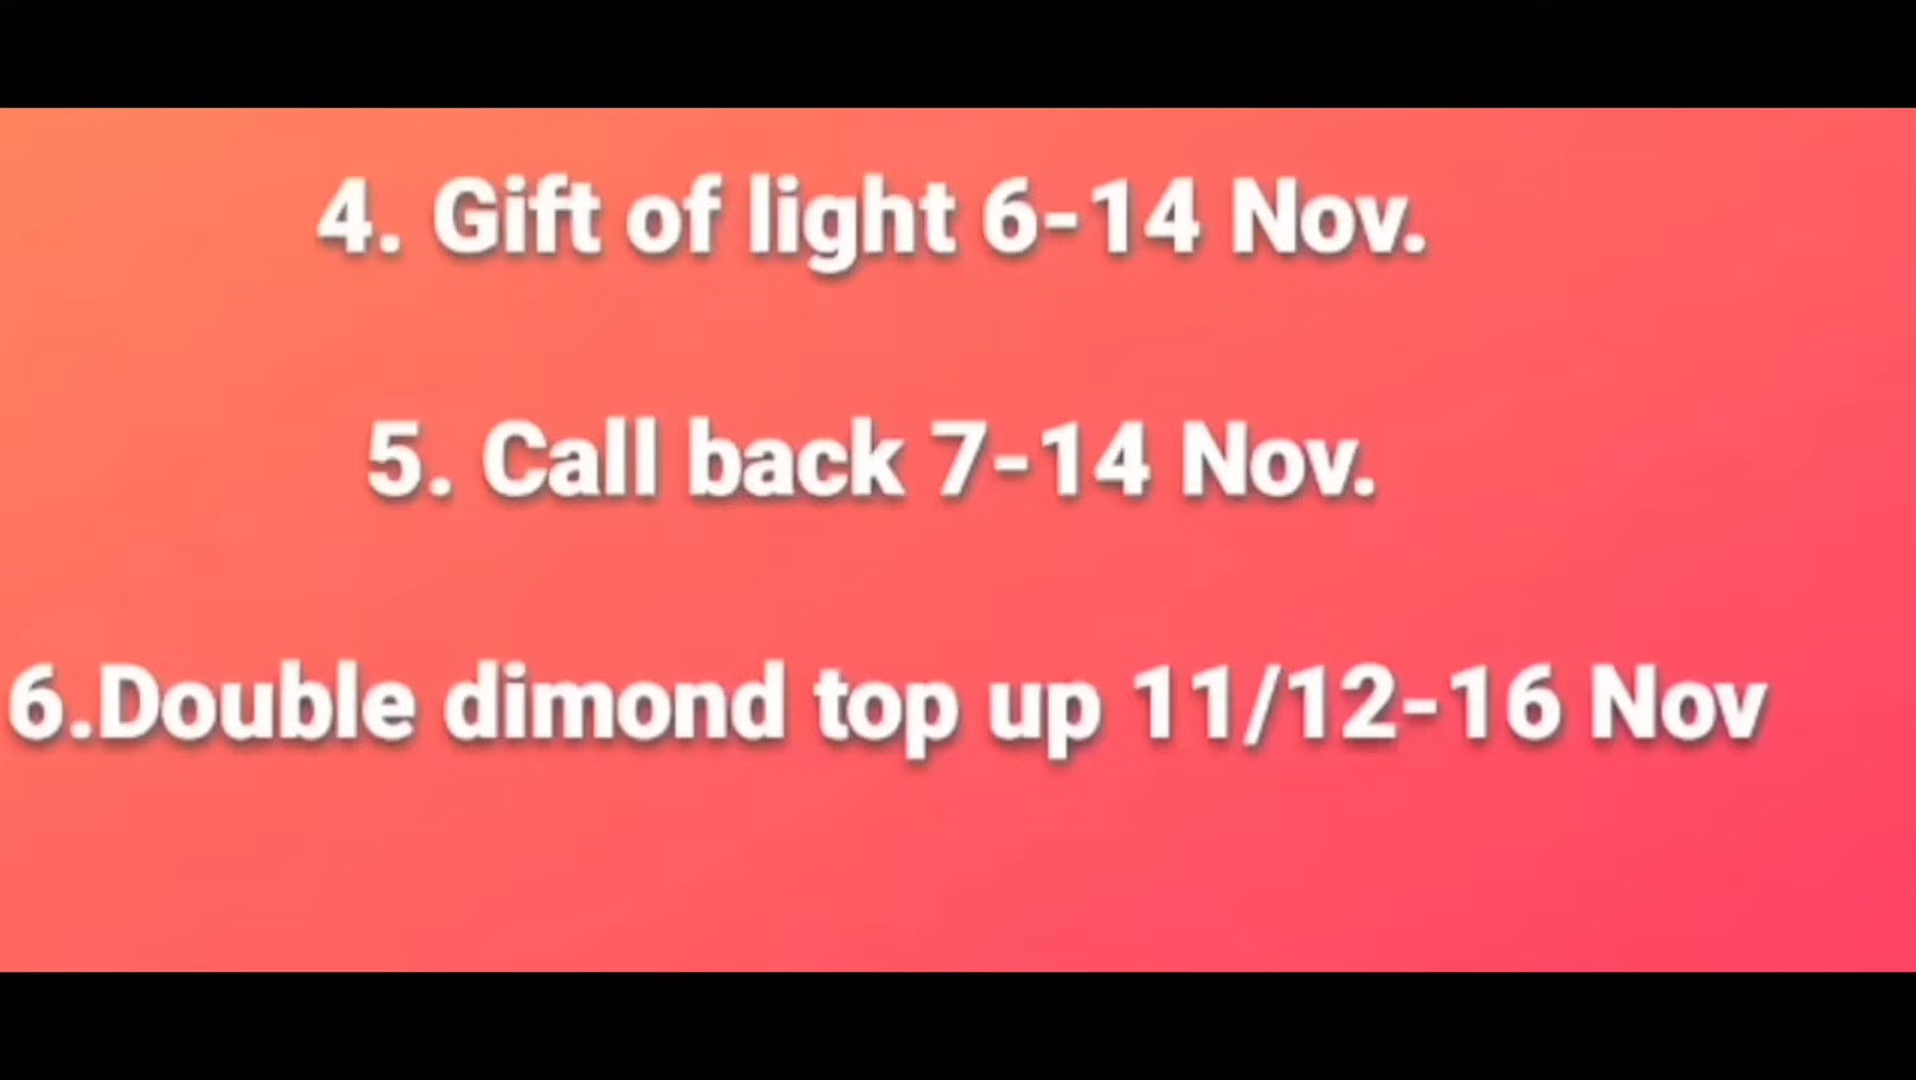 4. Gift of light 6-14 Nov.
5. Call back 7-14 Nov.
6.Double dimond top up 11/12-16 Nov